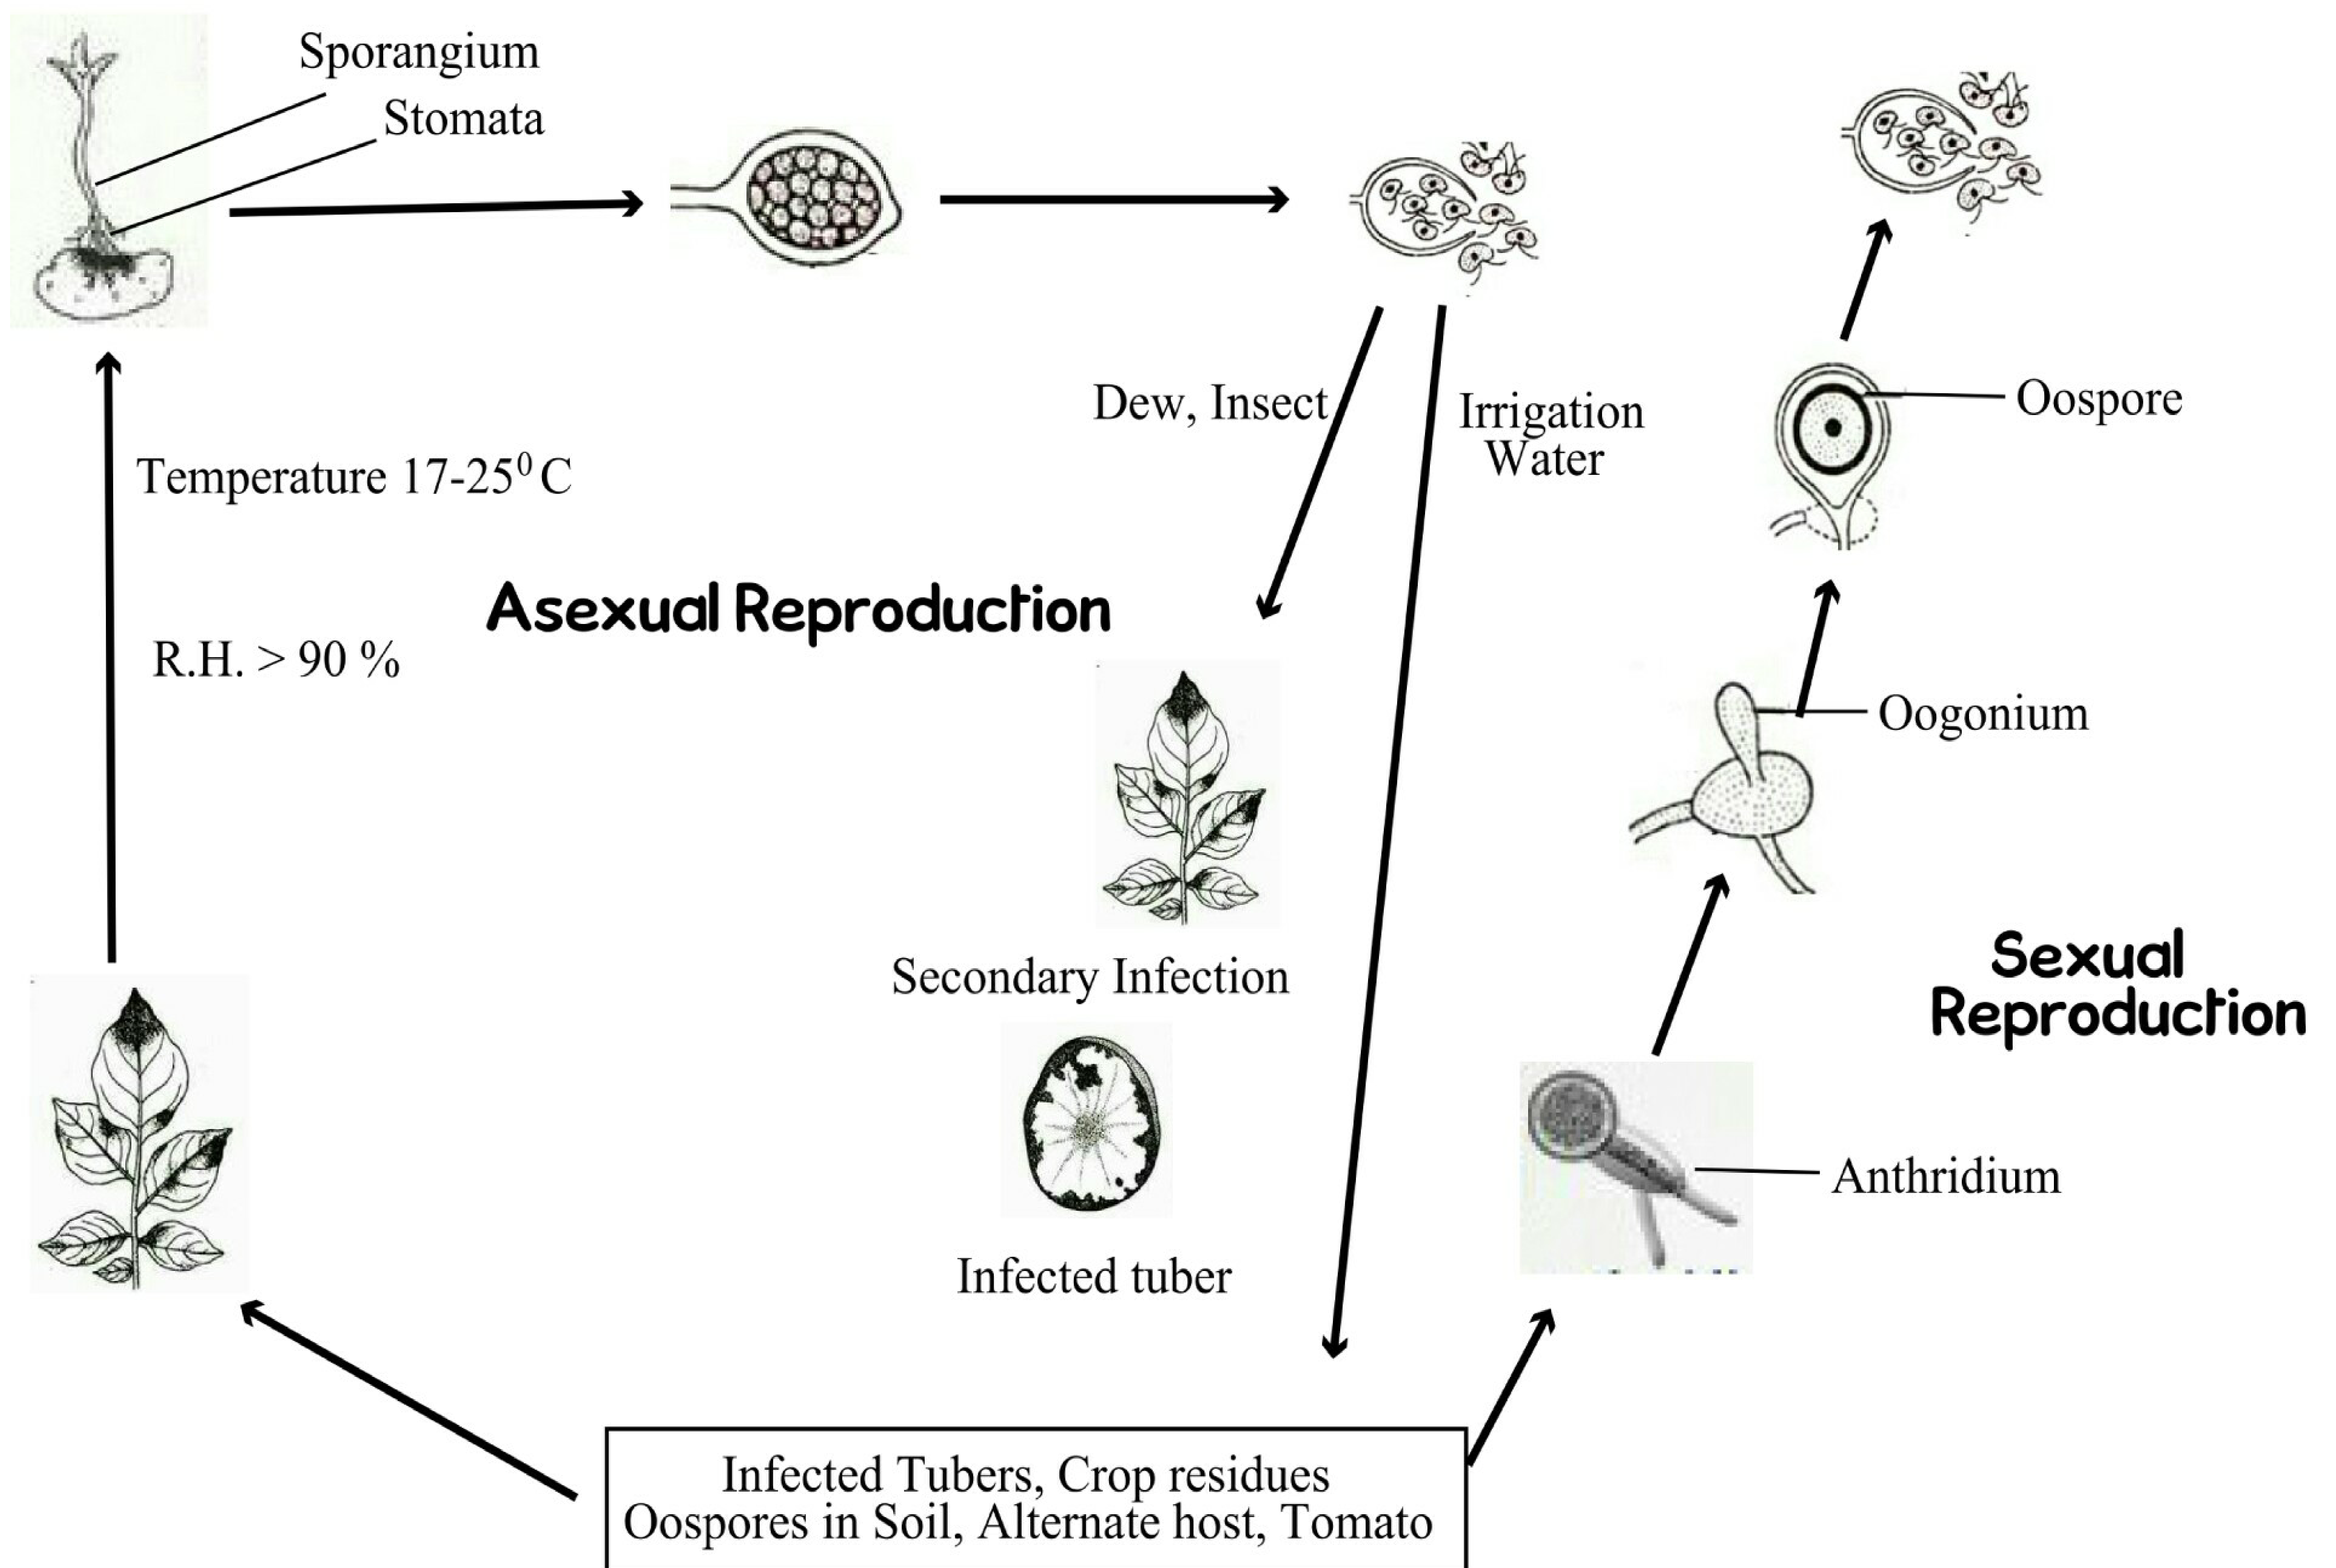 Sporangium
Stomata
Dew, Insect
Irrigation
Water
Oospore
Temperature 17-25⁰ C
Asexual Reproduction
R.H. > 90 %
Oogonium
Secondary Infection
Sexual
Reproduction
Anthridium
Infected tuber
Infected Tubers, Crop residues
Oospores in Soil, Alternate host, Tomato